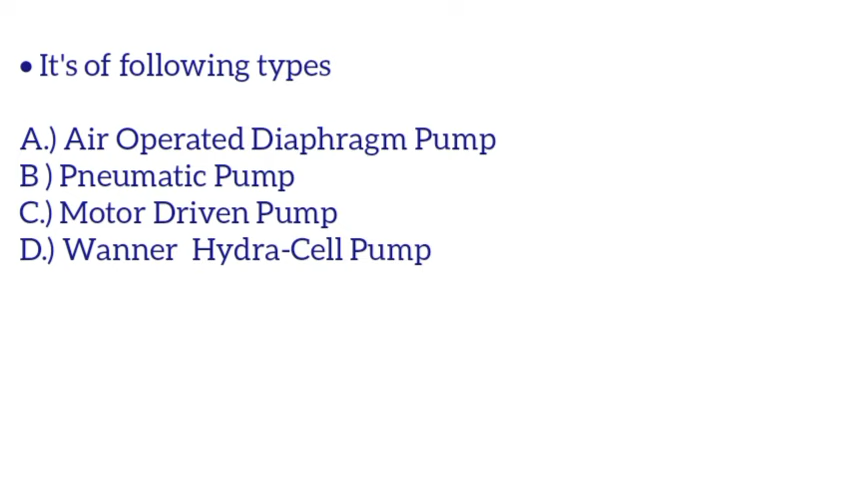 • It's of following types
A.) Air Operated Diaphragm Pump
B ) Pneumatic Pump
C.) Motor Driven Pump
D.) Wanner  Hydra-Cell Pump